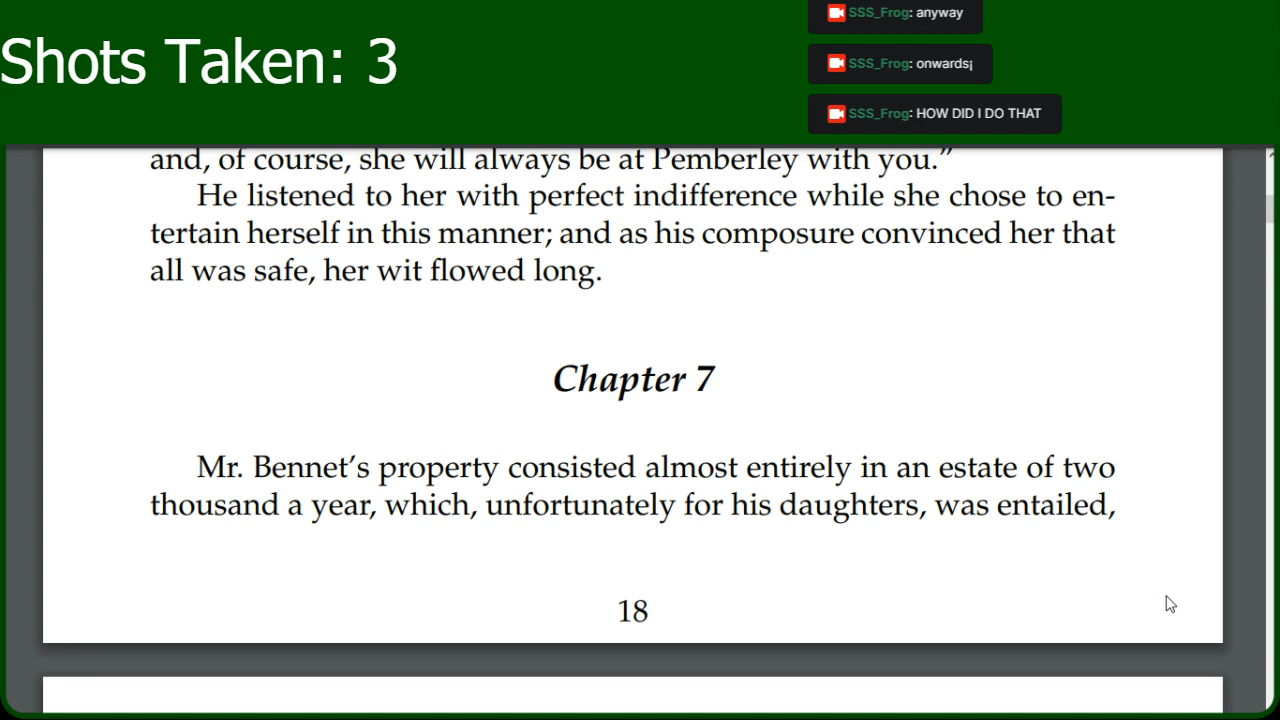 Shots Taken: 3
SSS_Frog: anyway
SSS_Frog: onwards¡
SSS_Frog: HOW DID I DO THAT
and, of course, she will always be at Pemberley with you.”
He listened to her with perfect indifference while she chose to en-
tertain herself in this manner; and as his composure convinced her that
all was safe, her wit flowed long.
Chapter 7
Mr. Bennet’s property consisted almost entirely in an estate of two
thousand a year, which, unfortunately for his daughters, was entailed,
18